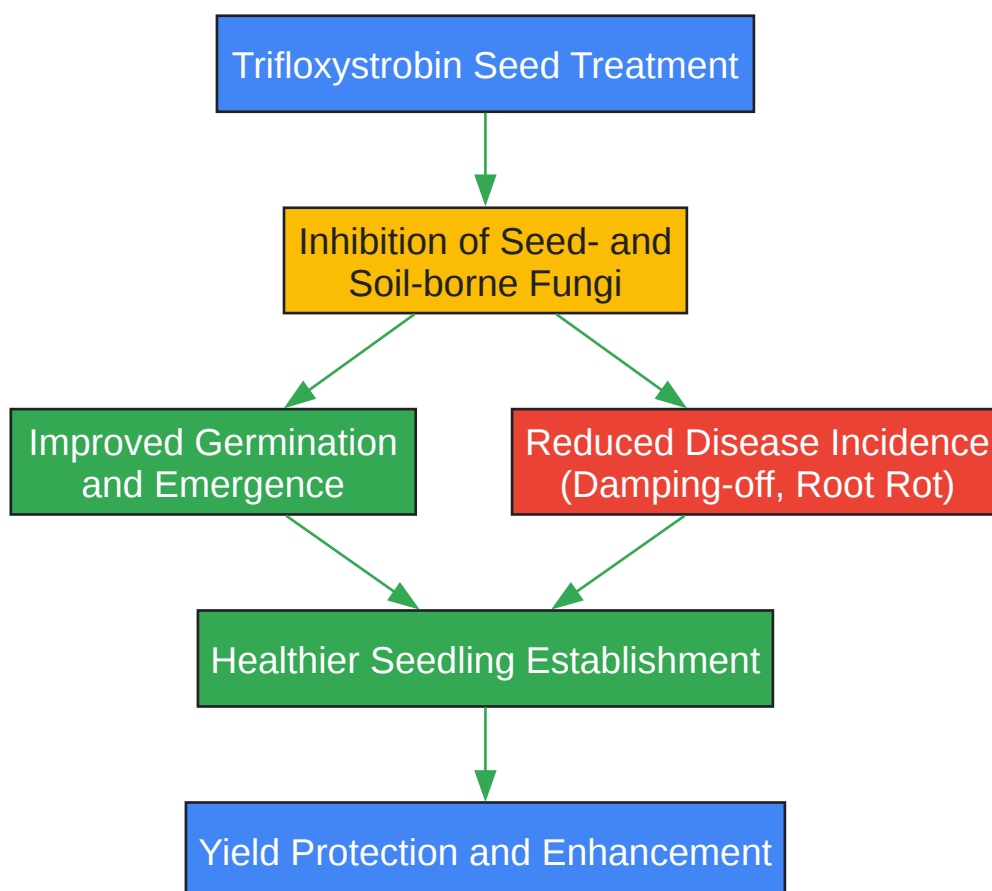 Trifloxystrobin Seed Treatment
Inhibition of Seed- and
Soil-borne Fungi
Improved Germination
and Emergence
Reduced Disease Incidence
(Damping-off, Root Rot)
Healthier Seedling Establishment
Yield Protection and Enhancement